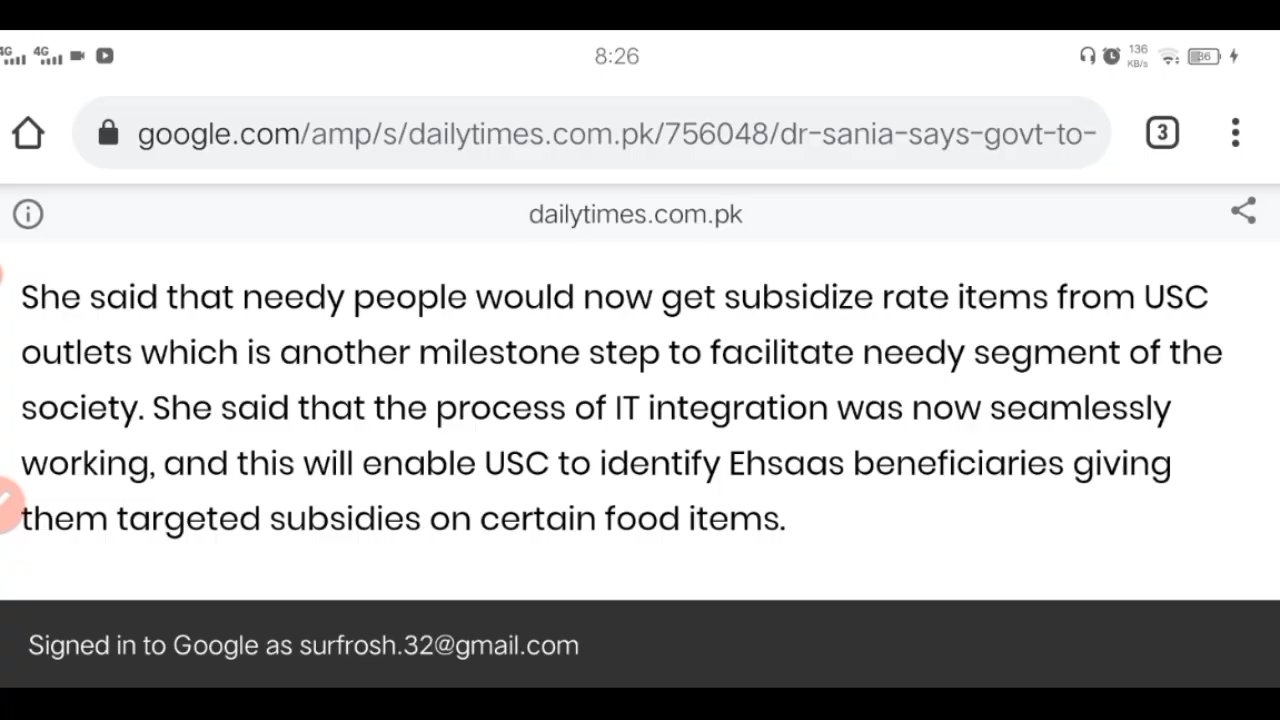 4G 4G 8:26 136 KB/s 36
google.com/amp/s/dailytimes.com.pk/756048/dr-sania-says-govt-to- 3
dailytimes.com.pk
She said that needy people would now get subsidize rate items from USC
outlets which is another milestone step to facilitate needy segment of the
society. She said that the process of IT integration was now seamlessly
working, and this will enable USC to identify Ehsaas beneficiaries giving
them targeted subsidies on certain food items.
Signed in to Google as surfrosh.32@gmail.com